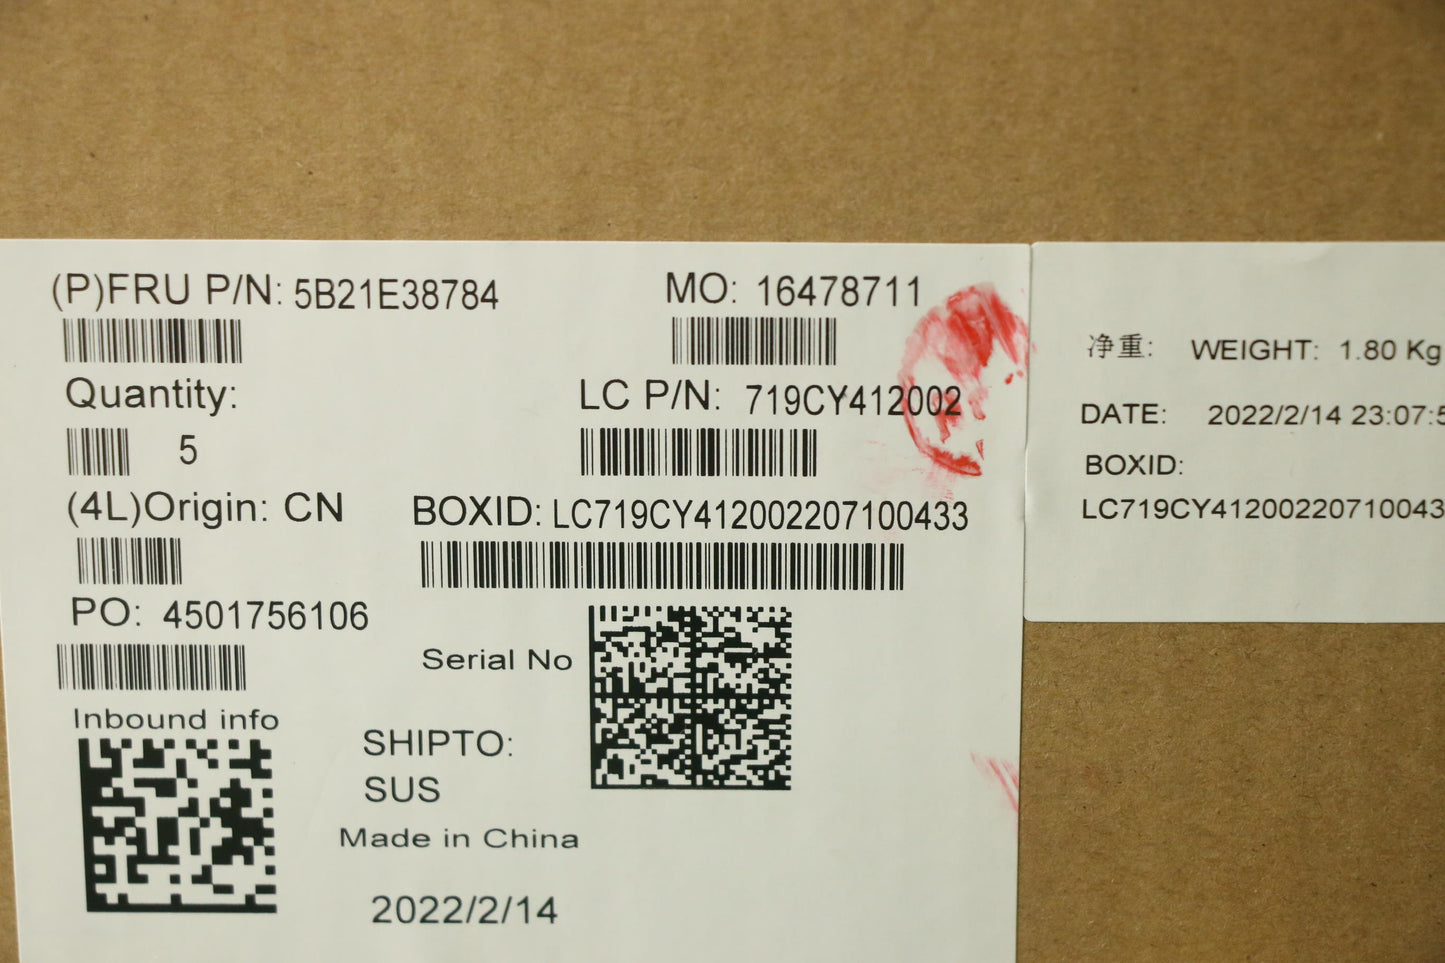 (P)FRU P/N: 5B21E38784
MO: 16478711
Quantity:
5
LC P/N: 719CY412002
(4L)Origin: CN
BOXID: LC719CY412002207100433
PO: 4501756106
Serial No
Inbound info
SHIPTO:
SUS
Made in China
2022/2/14
净重: WEIGHT: 1.80 Kg
DATE: 2022/2/14 23:07:5
BOXID:
LC719CY41200220710043